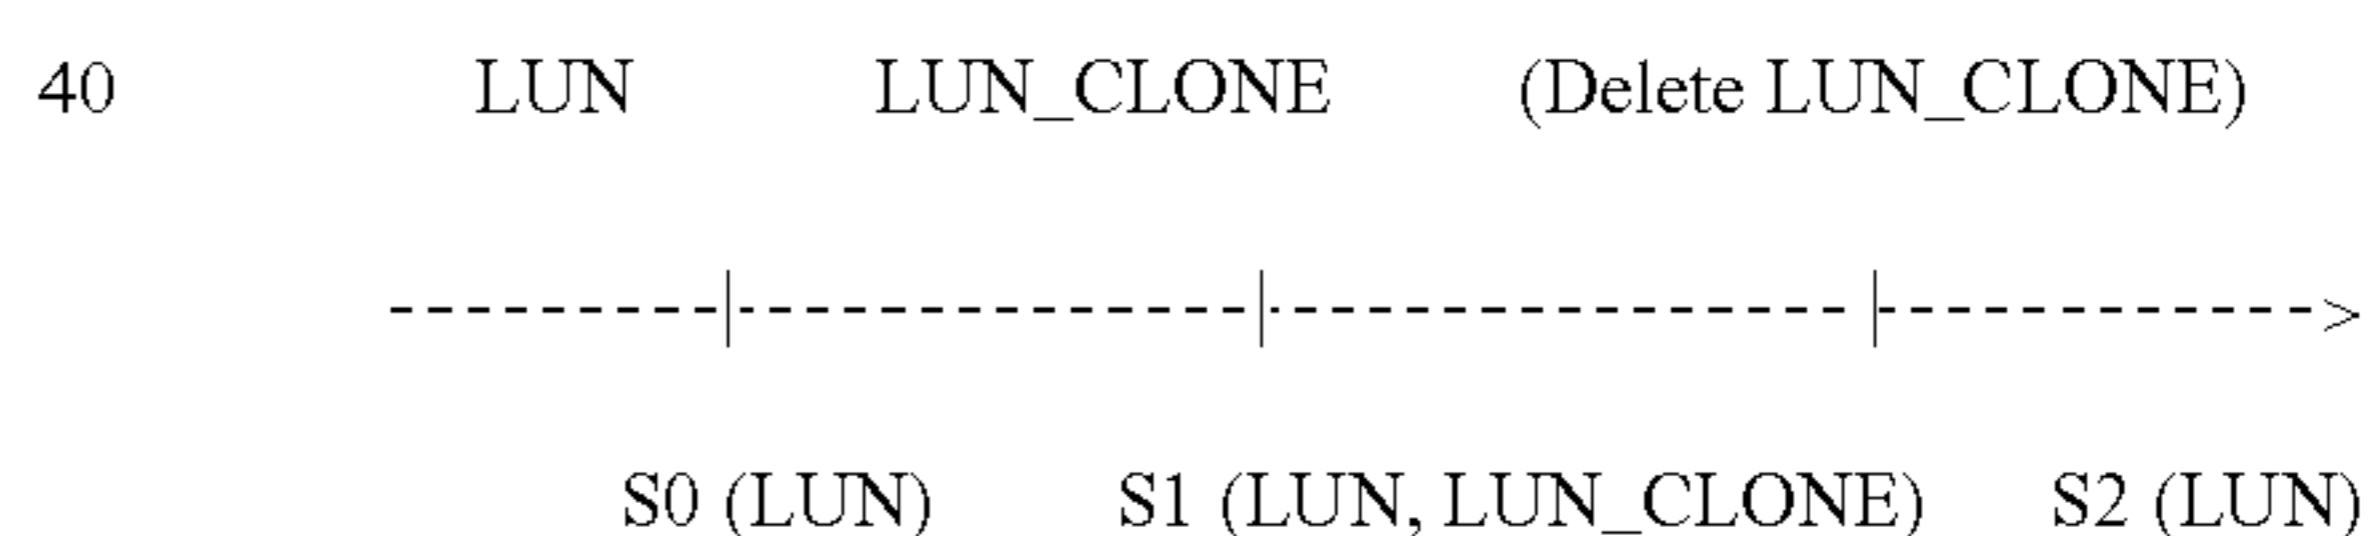 40 LUN LUN_CLONE (Delete LUN_CLONE)
S0 (LUN) S1 (LUN, LUN_CLONE) S2 (LUN)